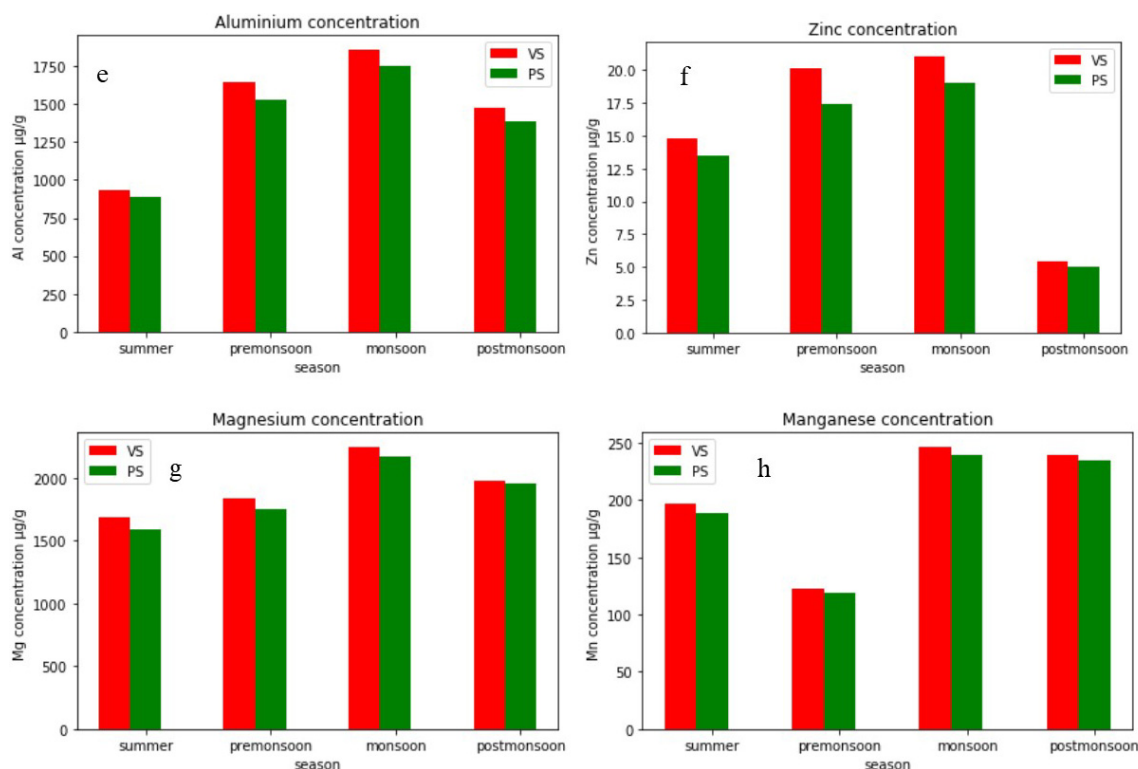 Aluminium concentration
e
VS
PS
1750
1500
1250
1000
750
500
250
0
Al concentration µg/g
summer premonsoon monsoon postmonsoon
season
Zinc concentration
f
VS
PS
20.0
17.5
15.0
12.5
10.0
7.5
5.0
2.5
0.0
Zn concentration µg/g
summer premonsoon monsoon postmonsoon
season
Magnesium concentration
VS
PS
g
2000
1500
1000
500
0
Mg concentration µg/g
summer premonsoon monsoon postmonsoon
season
Manganese concentration
VS
PS
h
250
200
150
100
50
0
Mn concentration µg/g
summer premonsoon monsoon postmonsoon
season